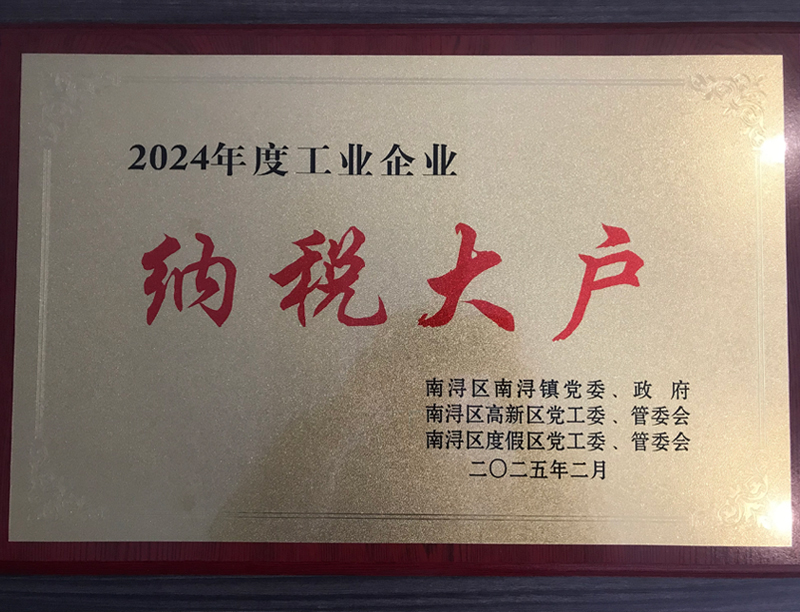 2024年度工业企业
纳税大户
南浔区南浔镇党委、政府
南浔区高新区党工委、管委会
南浔区度假区党工委、管委会
二〇二五年二月